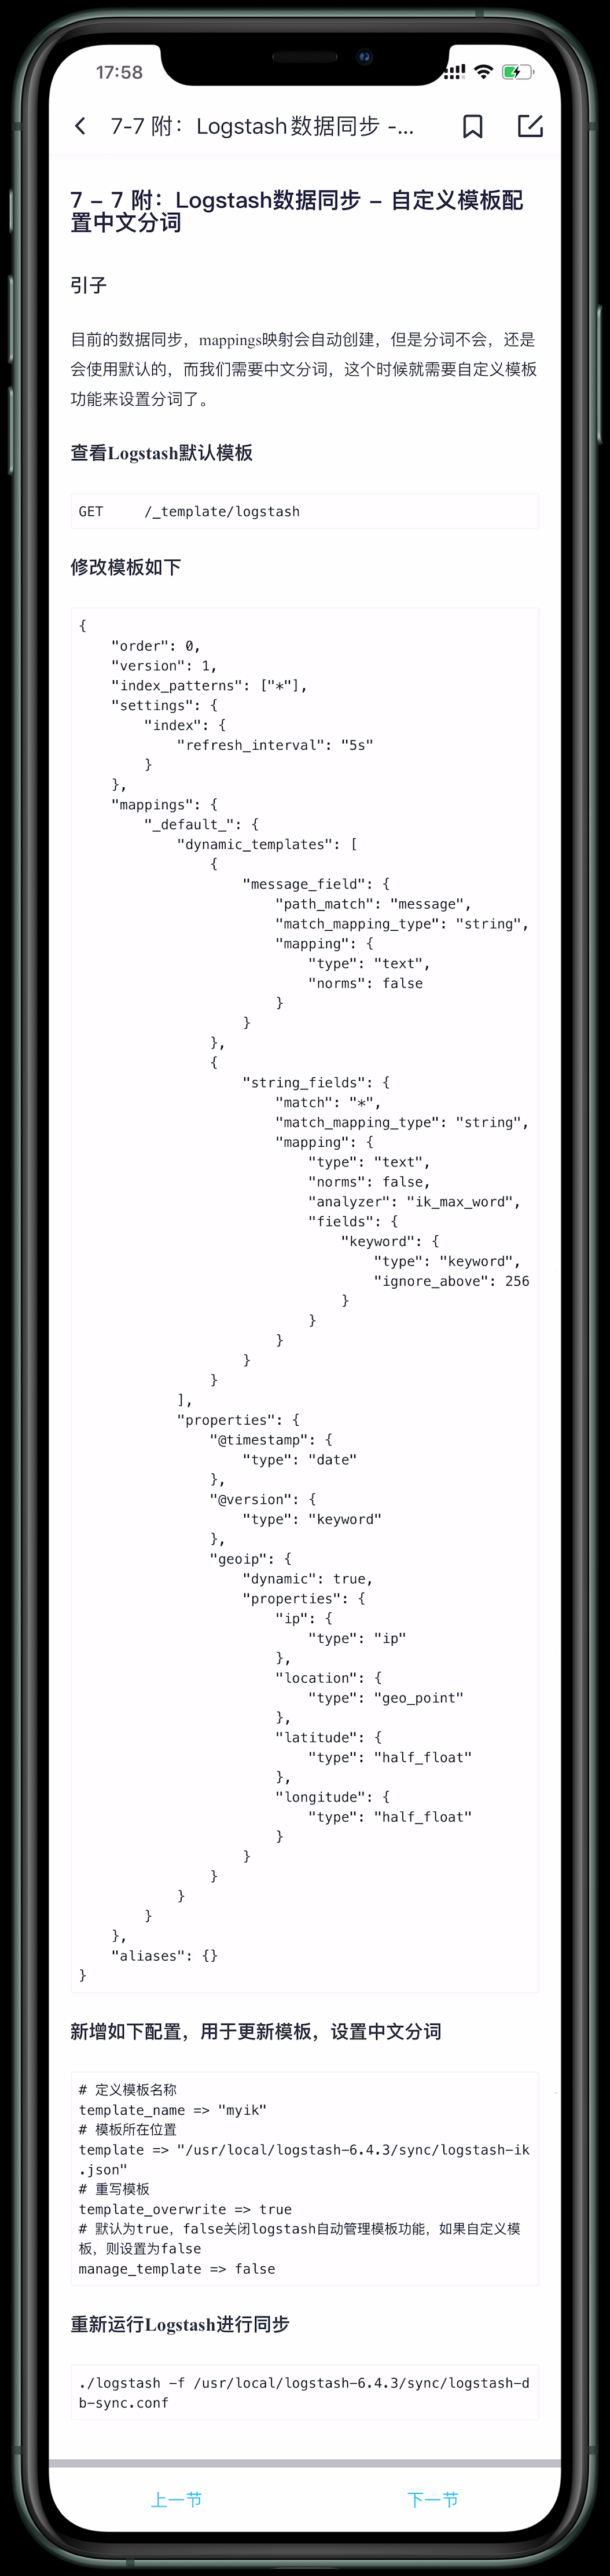 17:58
7-7 附：Logstash数据同步 -...
7 – 7 附：Logstash数据同步 – 自定义模板配
置中文分词
引子
目前的数据同步，mappings映射会自动创建，但是分词不会，还是
会使用默认的，而我们需要中文分词，这个时候就需要自定义模板
功能来设置分词了。
查看Logstash默认模板
GET     /_template/logstash
修改模板如下
{
    "order": 0,
    "version": 1,
    "index_patterns": ["*"],
    "settings": {
        "index": {
            "refresh_interval": "5s"
        }
    },
    "mappings": {
        "_default_": {
            "dynamic_templates": [
                {
                    "message_field": {
                        "path_match": "message",
                        "match_mapping_type": "string",
                        "mapping": {
                            "type": "text",
                            "norms": false
                        }
                    }
                },
                {
                    "string_fields": {
                        "match": "*",
                        "match_mapping_type": "string",
                        "mapping": {
                            "type": "text",
                            "norms": false,
                            "analyzer": "ik_max_word",
                            "fields": {
                                "keyword": {
                                    "type": "keyword",
                                    "ignore_above": 256
                                }
                            }
                        }
                    }
                }
            ],
            "properties": {
                "@timestamp": {
                    "type": "date"
                },
                "@version": {
                    "type": "keyword"
                },
                "geoip": {
                    "dynamic": true,
                    "properties": {
                        "ip": {
                            "type": "ip"
                        },
                        "location": {
                            "type": "geo_point"
                        },
                        "latitude": {
                            "type": "half_float"
                        },
                        "longitude": {
                            "type": "half_float"
                        }
                    }
                }
            }
        }
    },
    "aliases": {}
}
新增如下配置，用于更新模板，设置中文分词
# 定义模板名称
template_name => "myik"
# 模板所在位置
template => "/usr/local/logstash-6.4.3/sync/logstash-ik
.json"
# 重写模板
template_overwrite => true
# 默认为true，false关闭logstash自动管理模板功能，如果自定义模
板，则设置为false
manage_template => false
重新运行Logstash进行同步
./logstash -f /usr/local/logstash-6.4.3/sync/logstash-d
b-sync.conf
上一节 下一节